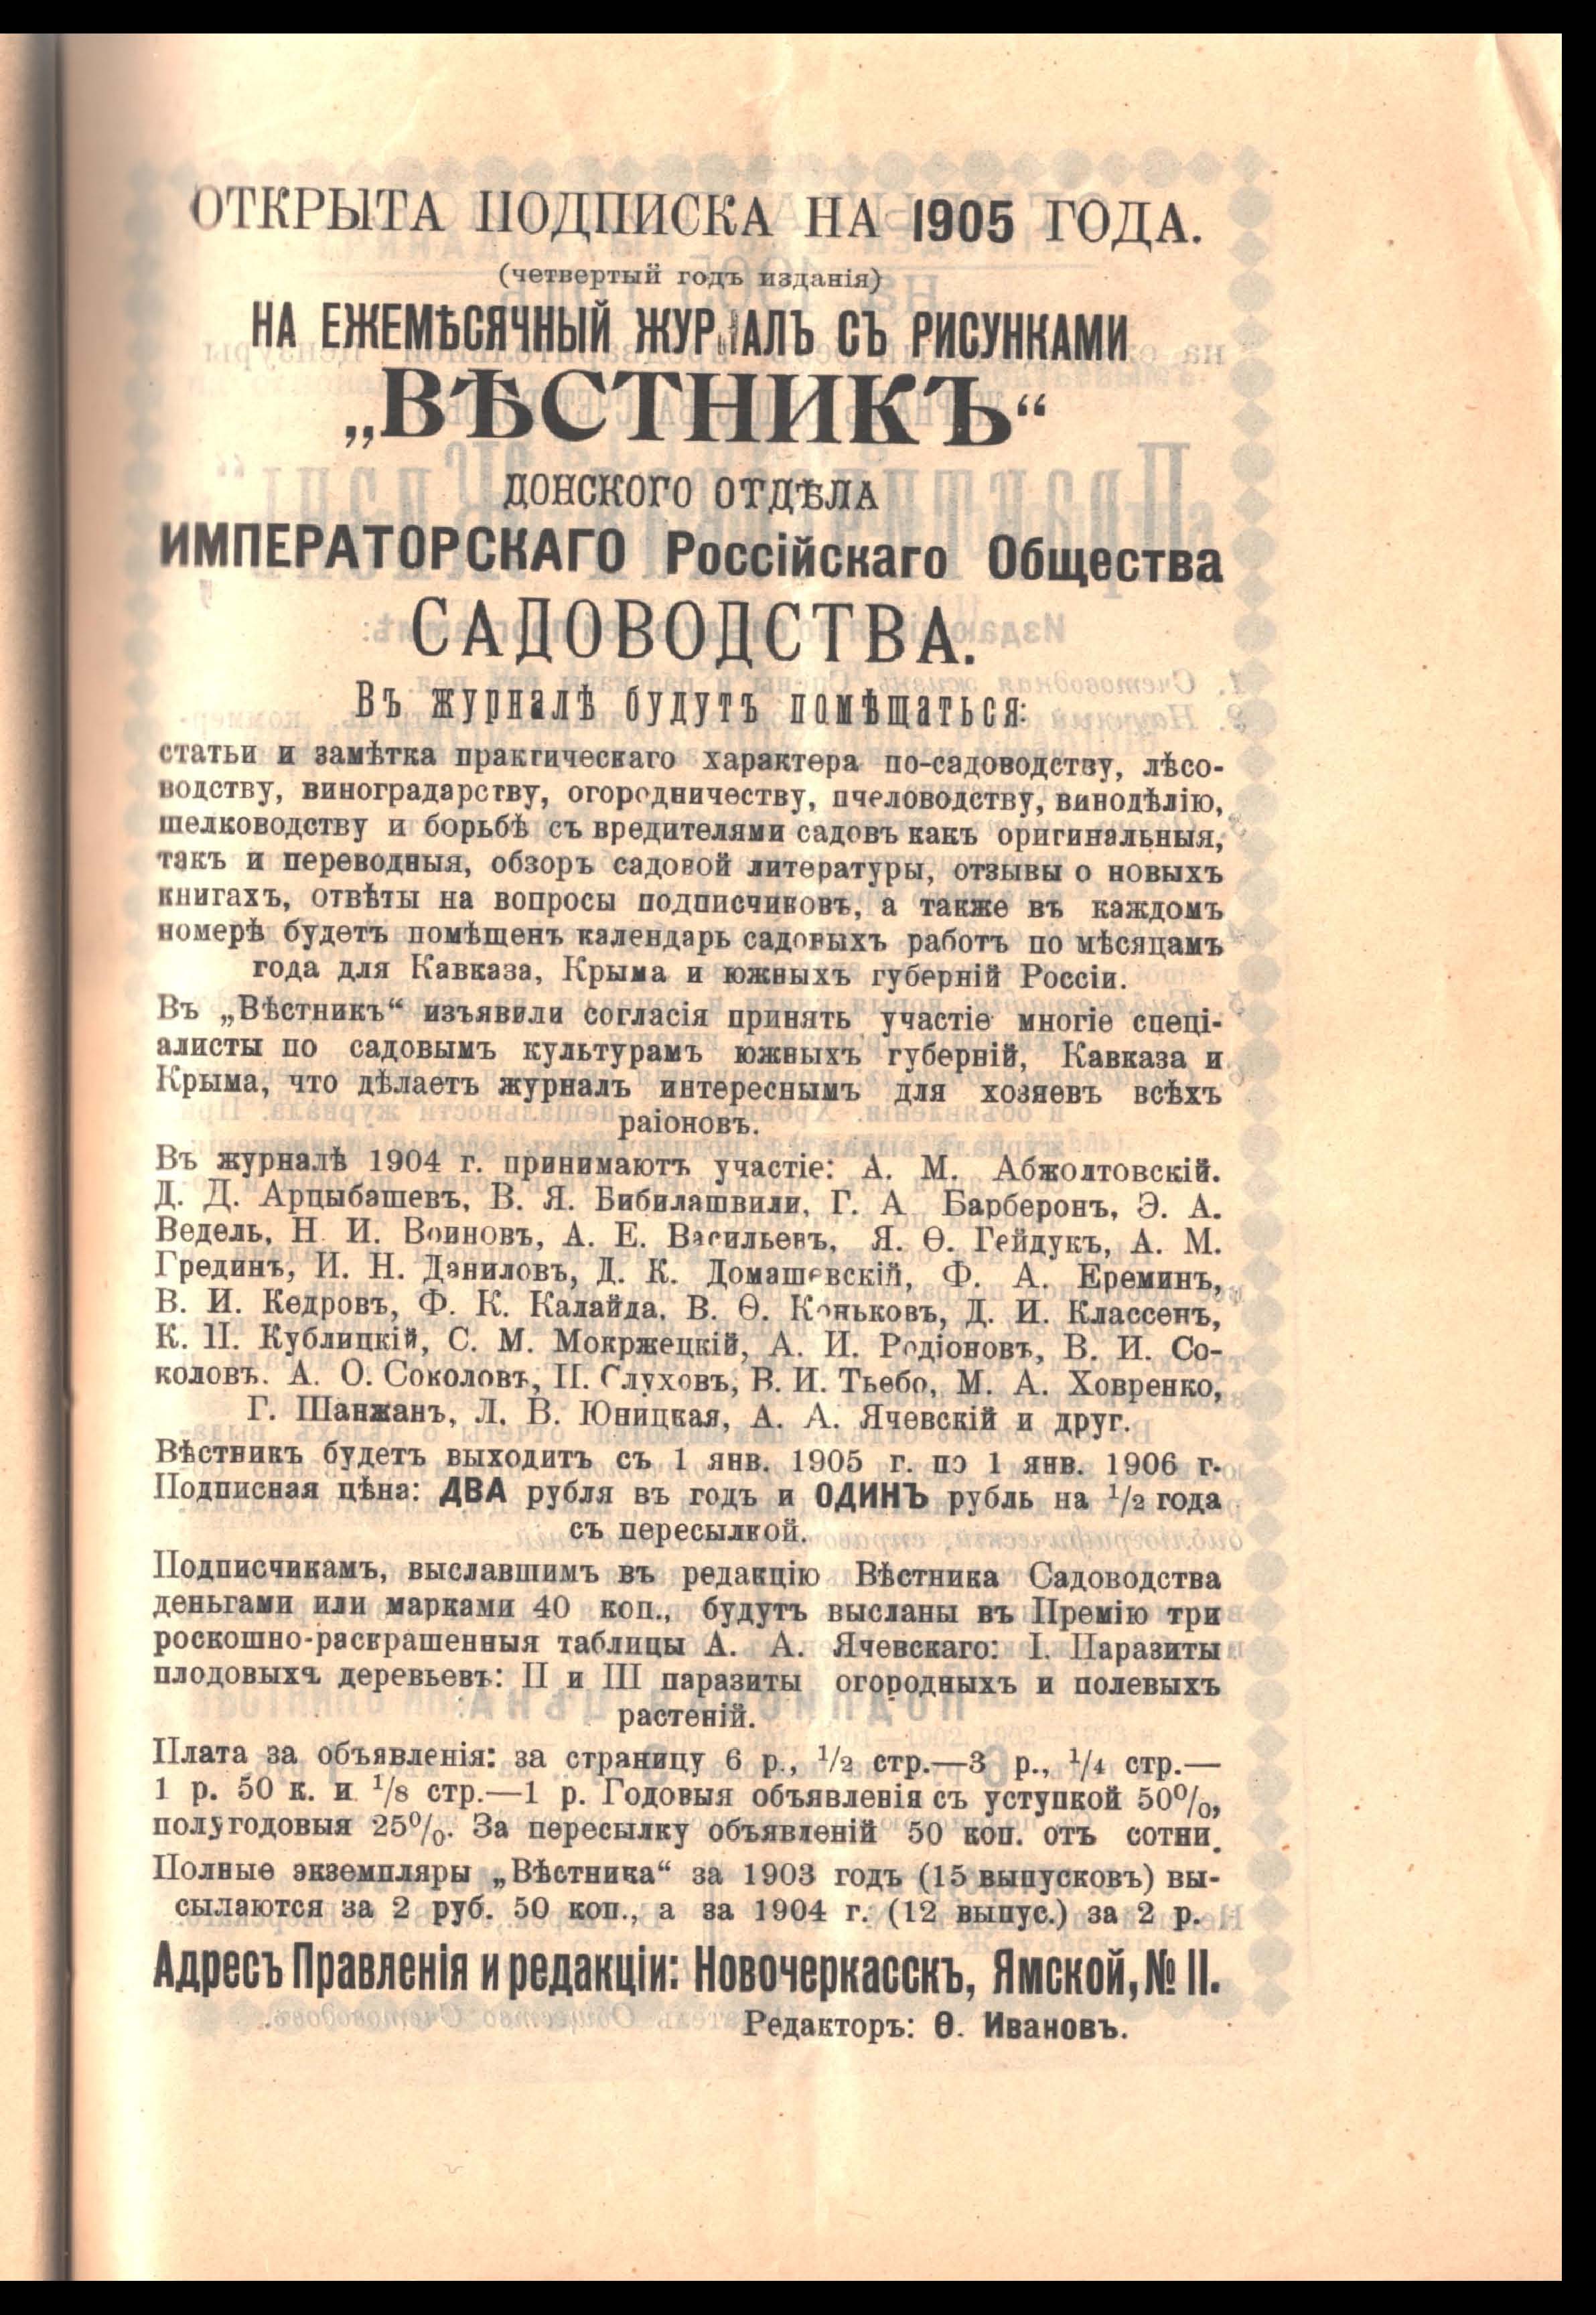 ОТКРЫТА ПОДПИСКА НА 1905 ГОДА.
(четвертый годъ изданія)
НА ЕЖЕМѢСЯЧНЫЙ ЖУРНАЛЪ СЪ РИСУНКАМИ
„ВѢСТНИКЪ“
ДОНСКОГО ОТДѢЛА
ИМПЕРАТОРСКАГО Россійскаго Общества
САДОВОДСТВА.
Въ журналѣ будутъ помѣщаться:
статьи и замѣтка практическаго характера по-садоводству, лѣсо-
водству, виноградарству, огородничеству, пчеловодству, винодѣлію,
шелководству и борьбѣ съ вредителями садовъ какъ оригинальныя,
такъ и переводныя, обзоръ садовой литературы, отзывы о новыхъ
книгахъ, отвѣты на вопросы подписчиковъ, а также въ каждомъ
номерѣ будетъ помѣщенъ календарь садовыхъ работъ по мѣсяцамъ
года для Кавказа, Крыма и южныхъ губерній Россіи.
Въ „Вѣстникъ“ изъявили согласія принять участіе многіе спеці-
алисты по садовымъ культурамъ южныхъ губерній, Кавказа и
Крыма, что дѣлаетъ журналъ интереснымъ для хозяевъ всѣхъ
раіоновъ.
Въ журналѣ 1904 г. принимаютъ участіе: А. М. Абжолтовскій.
Д. Д. Арцыбашевъ, В. Я. Бибилашвили, Г. А Барберонъ, Э. А.
Ведель, Н. И. Воиновъ, А. Е. Васильевъ, Я. Ѳ. Гейдукъ, А. М.
Грединъ, И. Н. Даниловъ, Д. К. Домашевскій, Ф. А. Ереминъ,
В. И. Кедровъ, Ф. К. Калайда, В. Ѳ. Коньковъ, Д. И. Классенъ,
К. П. Кублицкій, С. М. Мокржецкій, А. И. Родіоновъ, В. И. Со-
коловъ. А. О. Соколовъ, П. Слуховъ, В. И. Тьебо, М. А. Ховренко,
Г. Шанжанъ, Л. В. Юницкая, А. А. Ячевскій и друг.
Вѣстникъ будетъ выходитъ съ 1 янв. 1905 г. по 1 янв. 1906 г.
Подписная цѣна: ДВА рубля въ годъ и ОДИНЪ рубль на 1/2 года
съ пересылкой.
Подписчикамъ, выславшимъ въ редакцію Вѣстника Садоводства
деньгами или марками 40 коп., будутъ высланы въ Премію три
роскошно-раскрашенныя таблицы А. А. Ячевскаго: I. Паразиты
плодовыхъ деревьевъ: II и III паразиты огородныхъ и полевыхъ
растеній.
Плата за объявленія: за страницу 6 р., 1/2 стр.—3 р., 1/4 стр.—
1 р. 50 к. и 1/8 стр.—1 р. Годовыя объявленія съ уступкой 50%,
полугодовыя 25%. За пересылку объявленій 50 коп. отъ сотни.
Полные экземпляры „Вѣстника“ за 1903 годъ (15 выпусковъ) вы-
сылаются за 2 руб. 50 коп., а за 1904 г. (12 выпус.) за 2 р.
Адресъ Правленія и редакціи: Новочеркасскъ, Ямской, № 11.
Редакторъ: Ѳ. Ивановъ.